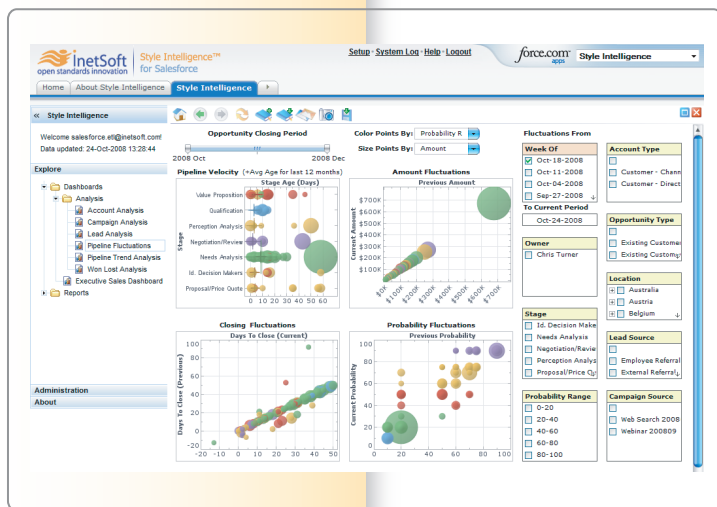 InetSoft
open standards innovation
Style Intelligence™
for Salesforce
Setup · System Log · Help · Logout
force.com
apps
Style Intelligence
Home
About Style Intelligence
Style Intelligence
« Style Intelligence
Welcome salesforce.etl@inetsoft.com!
Data updated: 24-Oct-2008 13:28:44
Explore
Dashboards
Analysis
Account Analysis
Campaign Analysis
Lead Analysis
Pipeline Fluctuations
Pipeline Trend Analysis
Won Lost Analysis
Executive Sales Dashboard
Reports
Administration
About
Opportunity Closing Period
2008 Oct
2008 Dec
Color Points By: Probability R
Size Points By: Amount
Pipeline Velocity (+Avg Age for last 12 months)
Stage Age (Days)
Stage
Value Proposition
Qualification
Perception Analysis
Negotiation/Review
Needs Analysis
Id. Decision Makers
Proposal/Price Quote
0 10 20 30 40 50 60
Amount Fluctuations
Previous Amount
Current Amount
$700K
$600K
$500K
$400K
$300K
$200K
$100K
$0K $100K $200K $300K $400K $500K $600K $700K
Closing Fluctuations
Days To Close (Current)
Days To Close (Previous)
100
80
60
40
20
0
-20
-20 -10 0 10 20 30 40 50
Probability Fluctuations
Previous Probability
Current Probability
100
80
60
40
20
0
0 20 40 60 80 100
Fluctuations From
Week Of
Oct-18-2008
Oct-11-2008
Oct-04-2008
Sep-27-2008
To Current Period
Oct-24-2008
Owner
Chris Turner
Stage
Id. Decision Make
Needs Analysis
Negotiation/Revie
Perception Analys
Proposal/Price Q
Probability Range
0-20
20-40
40-60
60-80
80-100
Account Type
Customer - Chann
Customer - Direct
Opportunity Type
Existing Custome
Existing Custom
Location
Australia
Austria
Belgium
Lead Source
Employee Referral
External Referral
Campaign Source
Web Search 2008
Webinar 200809